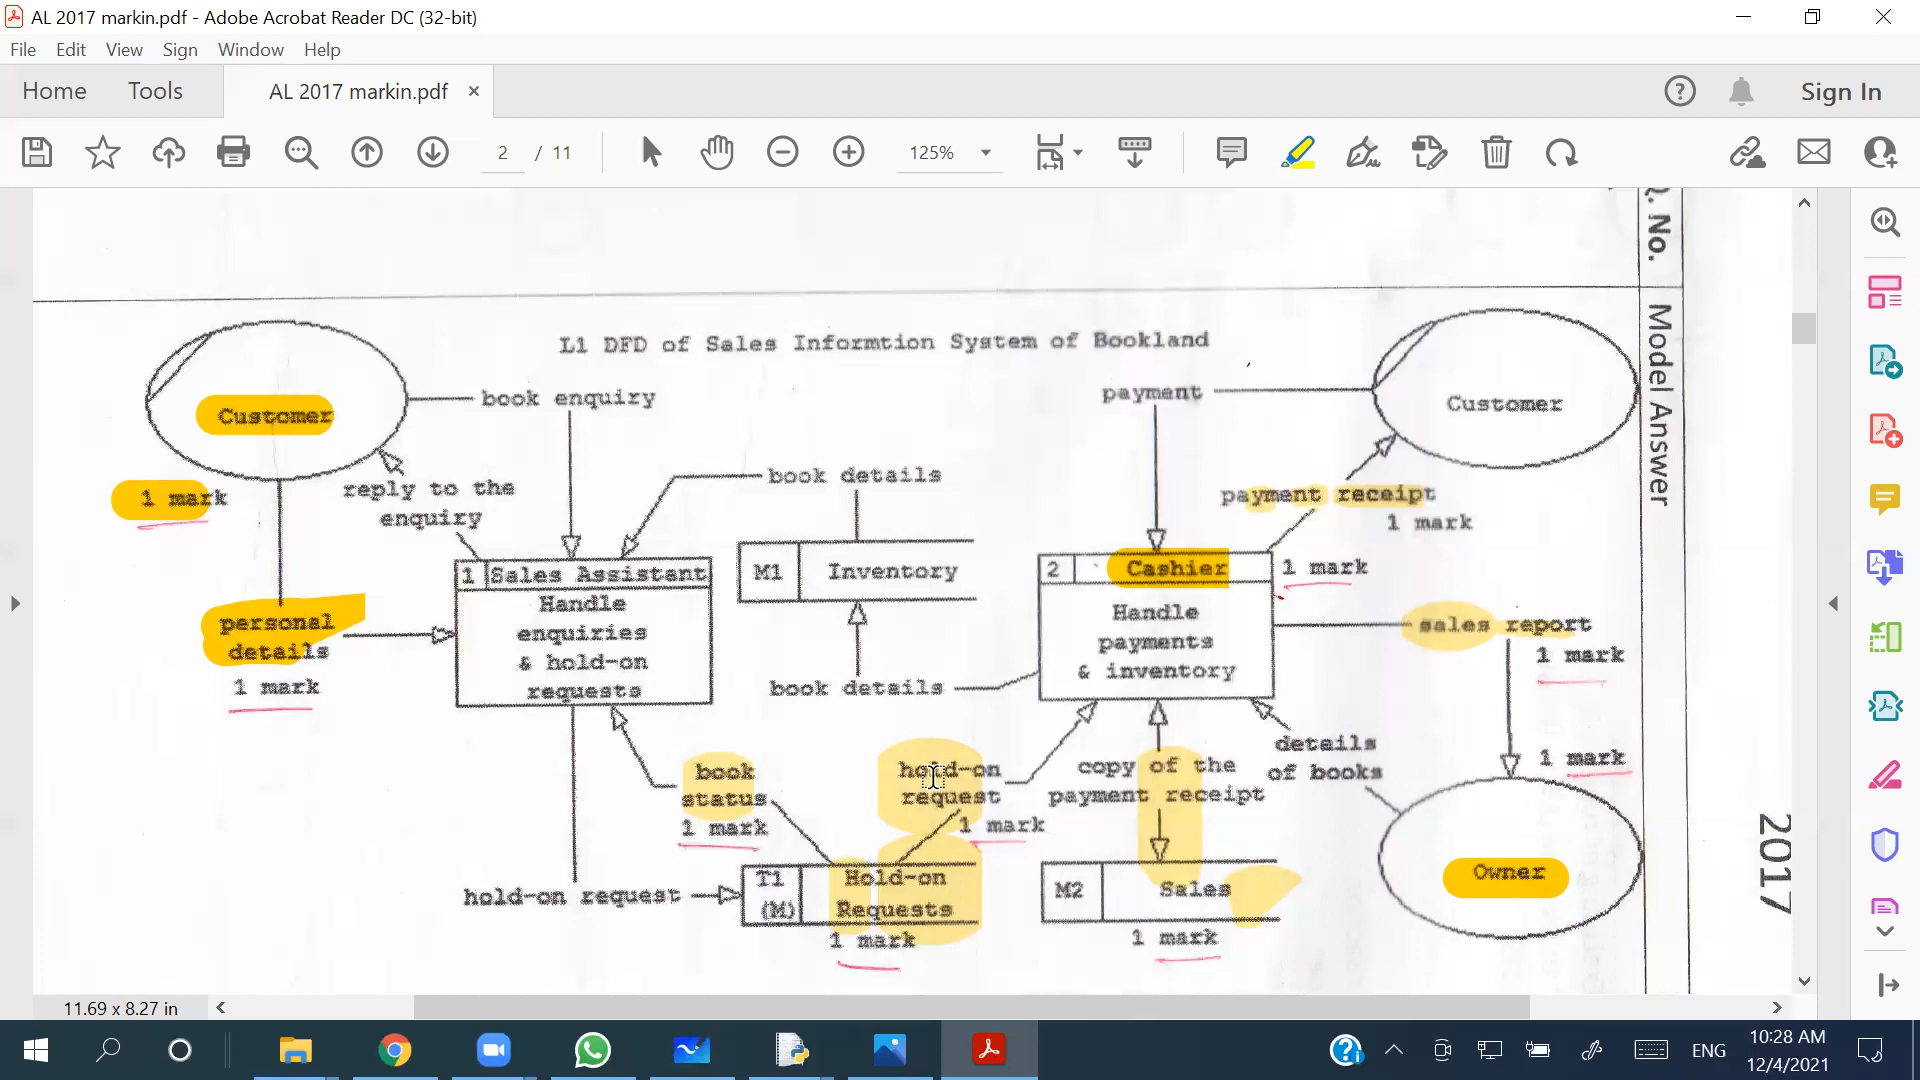 AL 2017 markin.pdf - Adobe Acrobat Reader DC (32-bit)
File Edit View Sign Window Help
Home Tools AL 2017 markin.pdf × Sign In
2 / 11 125%
Q. No.
Model Answer
2017
L1 DFD of Sales Informtion System of Bookland
Customer
1 mark
book enquiry
reply to the
enquiry
personal
details
1 mark
1 Sales Assistant
Handle
enquiries
& hold-on
requests
book details
M1 Inventory
book details
payment
Customer
payment receipt
1 mark
2 Cashier
1 mark
Handle
payments
& inventory
sales report
1 mark
1 mark
book
status
1 mark
hold-on
request
1 mark
copy of the
payment receipt
details
of books
Owner
hold-on request
T1
(M)
Hold-on
Requests
1 mark
M2 Sales
1 mark
11.69 x 8.27 in
ENG
10:28 AM
12/4/2021